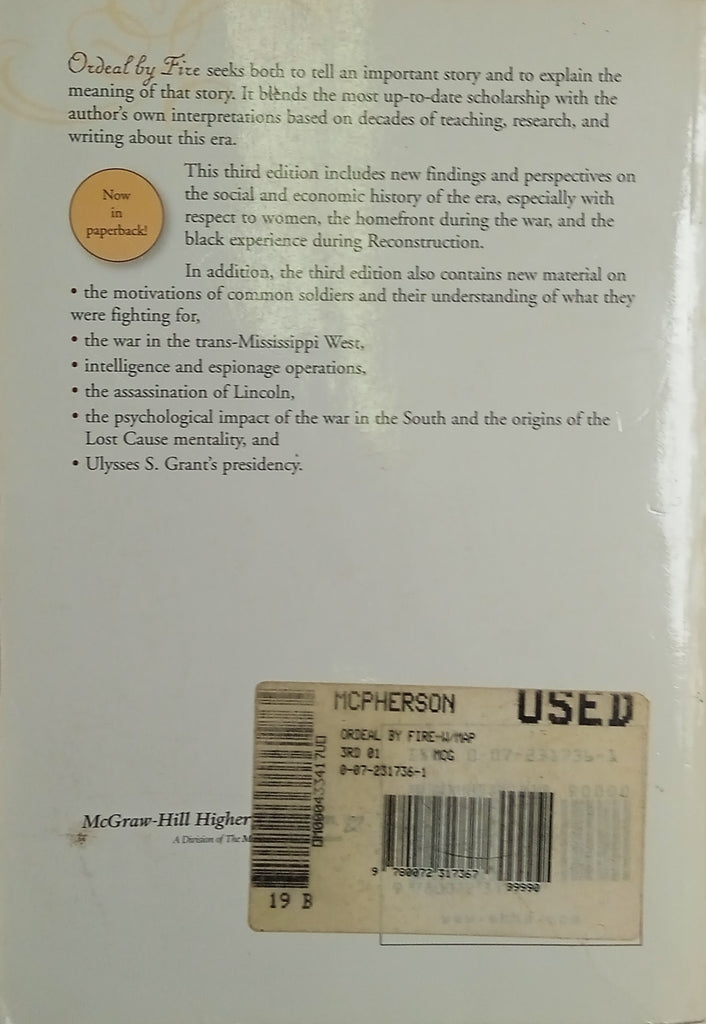 Ordeal by Fire seeks both to tell an important story and to explain the
meaning of that story. It blends the most up-to-date scholarship with the
author's own interpretations based on decades of teaching, research, and
writing about this era.
Now
in
paperback!
This third edition includes new findings and perspectives on
the social and economic history of the era, especially with
respect to women, the homefront during the war, and the
black experience during Reconstruction.
In addition, the third edition also contains new material on
• the motivations of common soldiers and their understanding of what they
were fighting for,
• the war in the trans-Mississippi West,
• intelligence and espionage operations,
• the assassination of Lincoln,
• the psychological impact of the war in the South and the origins of the
Lost Cause mentality, and
• Ulysses S. Grant's presidency.
MCPHERSON USED
ORDEAL BY FIRE-W/MAP
3RD 01 MCG
0-07-231736-1
9 780072 317367
99990
19 B
McGraw-Hill Higher
A Division of The